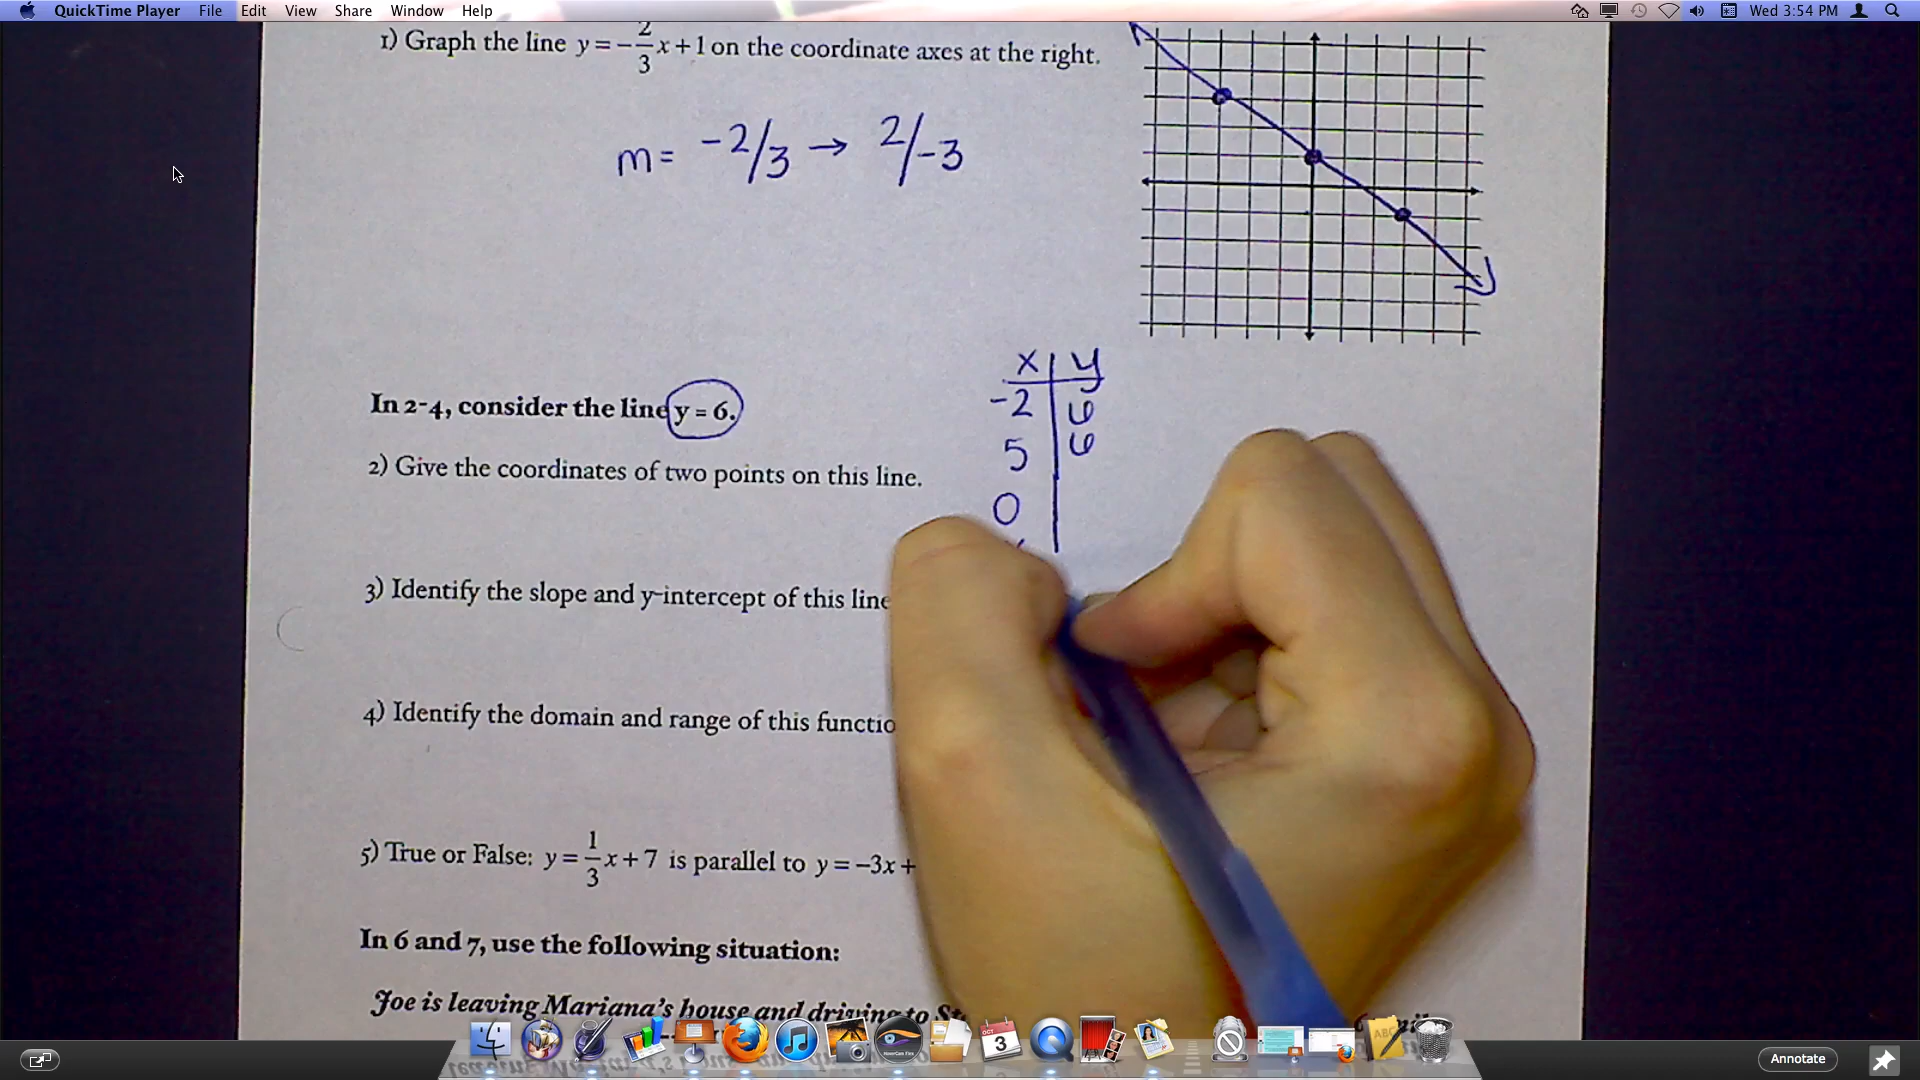 QuickTime Player File Edit View Share Window Help Wed 3:54 PM
1) Graph the line y = -2/3 x + 1 on the coordinate axes at the right.
m = -2/3 → 2/-3
x y
-2 6
5 6
0
In 2-4, consider the line y = 6.
2) Give the coordinates of two points on this line.
3) Identify the slope and y-intercept of this line
4) Identify the domain and range of this functio
5) True or False: y = 1/3 x + 7 is parallel to y = -3x +
In 6 and 7, use the following situation:
Joe is leaving Mariana's house and driving to St
OCT
3
Annotate